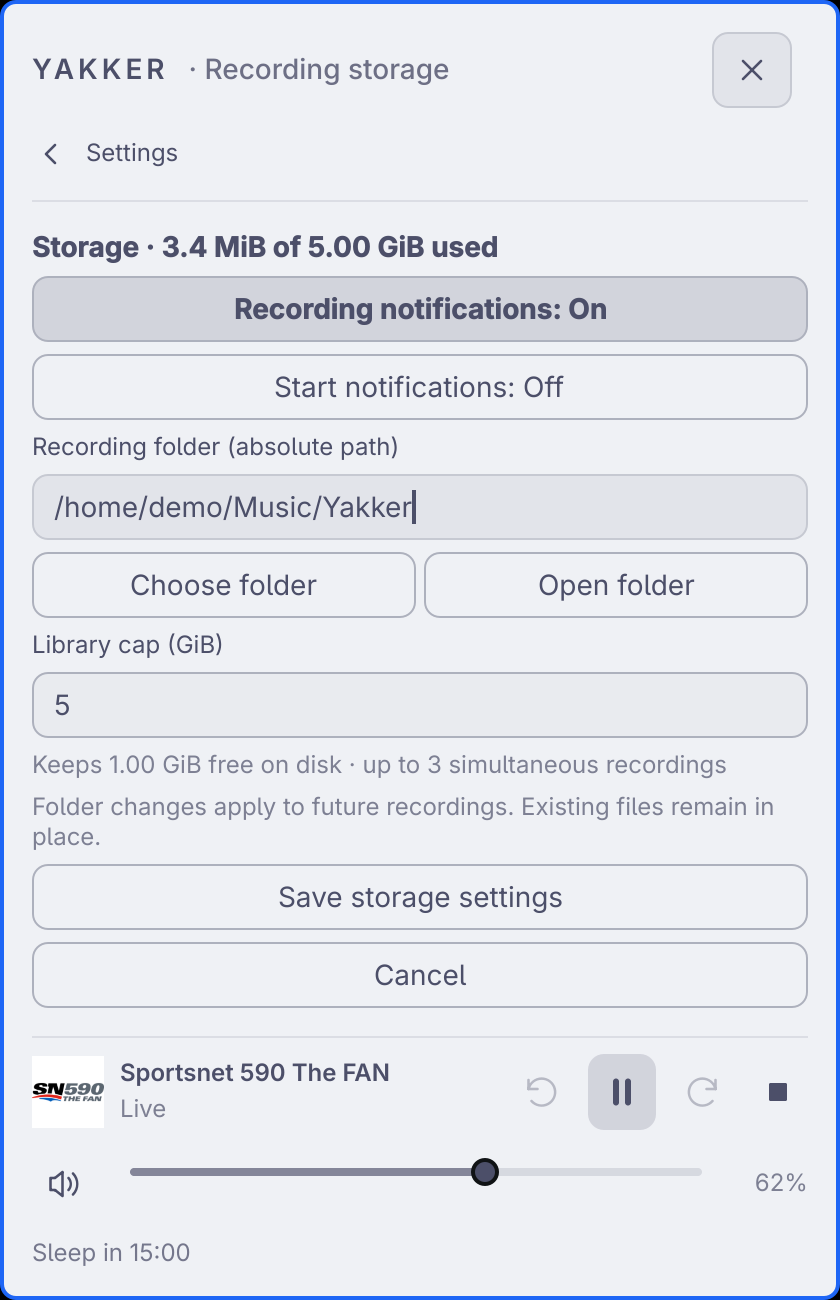 YAKKER · Recording storage
Settings
Storage · 3.4 MiB of 5.00 GiB used
Recording notifications: On
Start notifications: Off
Recording folder (absolute path)
/home/demo/Music/Yakker
Choose folder
Open folder
Library cap (GiB)
5
Keeps 1.00 GiB free on disk · up to 3 simultaneous recordings
Folder changes apply to future recordings. Existing files remain in
place.
Save storage settings
Cancel
SN590
THE FAN
Sportsnet 590 The FAN
Live
62%
Sleep in 15:00